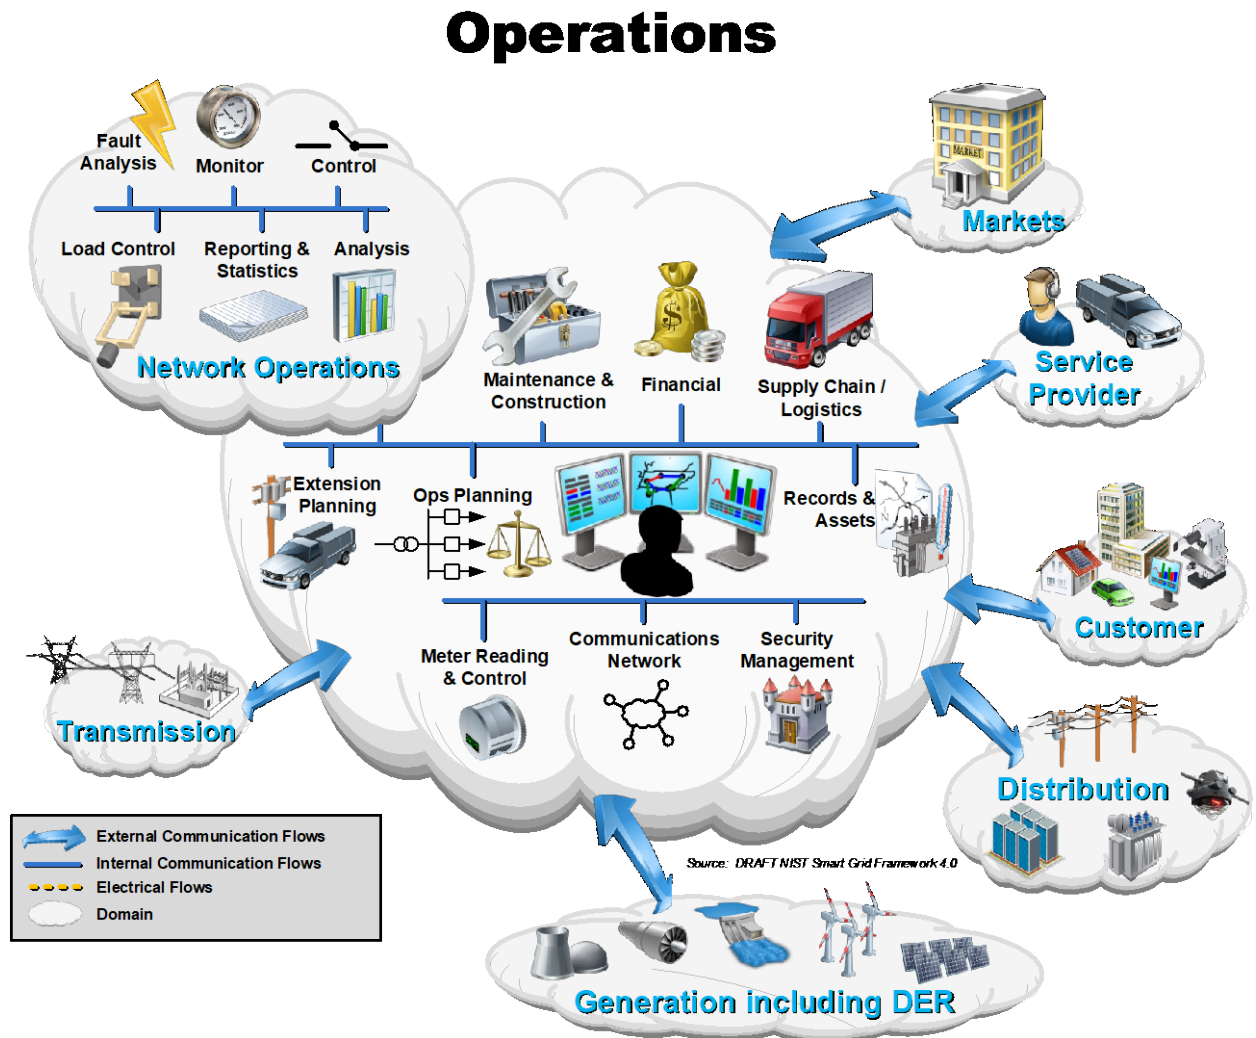 Operations
Fault
Analysis
Monitor
Control
Load Control
Reporting &
Statistics
Analysis
Network Operations
MARKET
Markets
Service
Provider
Maintenance &
Construction
$
Financial
Supply Chain /
Logistics
Extension
Planning
Ops Planning
Records &
Assets
N
Customer
Meter Reading
& Control
Communications
Network
Security
Management
Transmission
Distribution
External Communication Flows
Internal Communication Flows
Electrical Flows
Domain
Source: DRAFT NIST Smart Grid Framework 4.0
Generation including DER